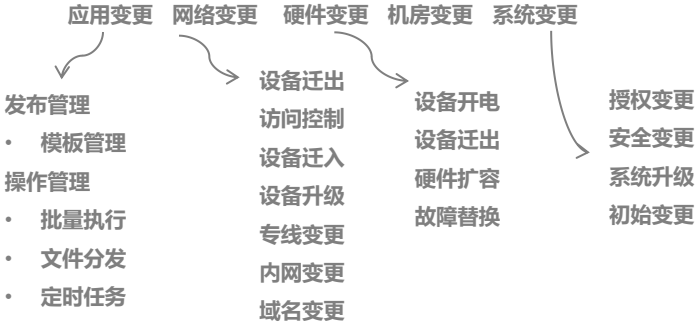 应用变更 网络变更 硬件变更 机房变更 系统变更
发布管理
• 模板管理
操作管理
• 批量执行
• 文件分发
• 定时任务
设备迁出
访问控制
设备迁入
设备升级
专线变更
内网变更
域名变更
设备开电
设备迁出
硬件扩容
故障替换
授权变更
安全变更
系统升级
初始变更